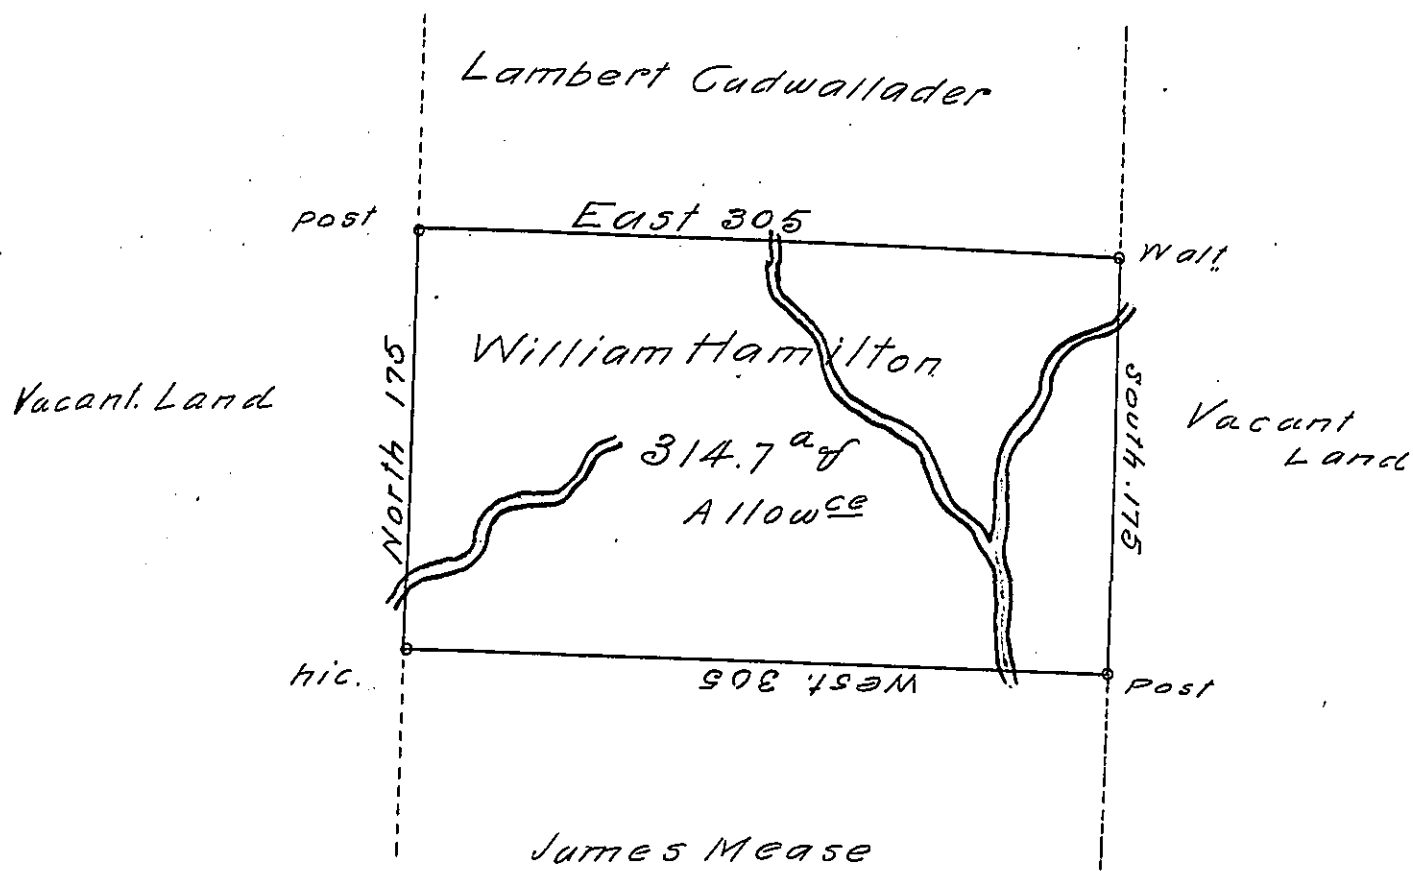 Lambert Cadwallader
post
East 305
Walt
William Hamilton
North 175
South. 175
Vacant. Land
Vacant
Land
314.7 a of
Allowce
hic.
West. 305
Post
James Mease